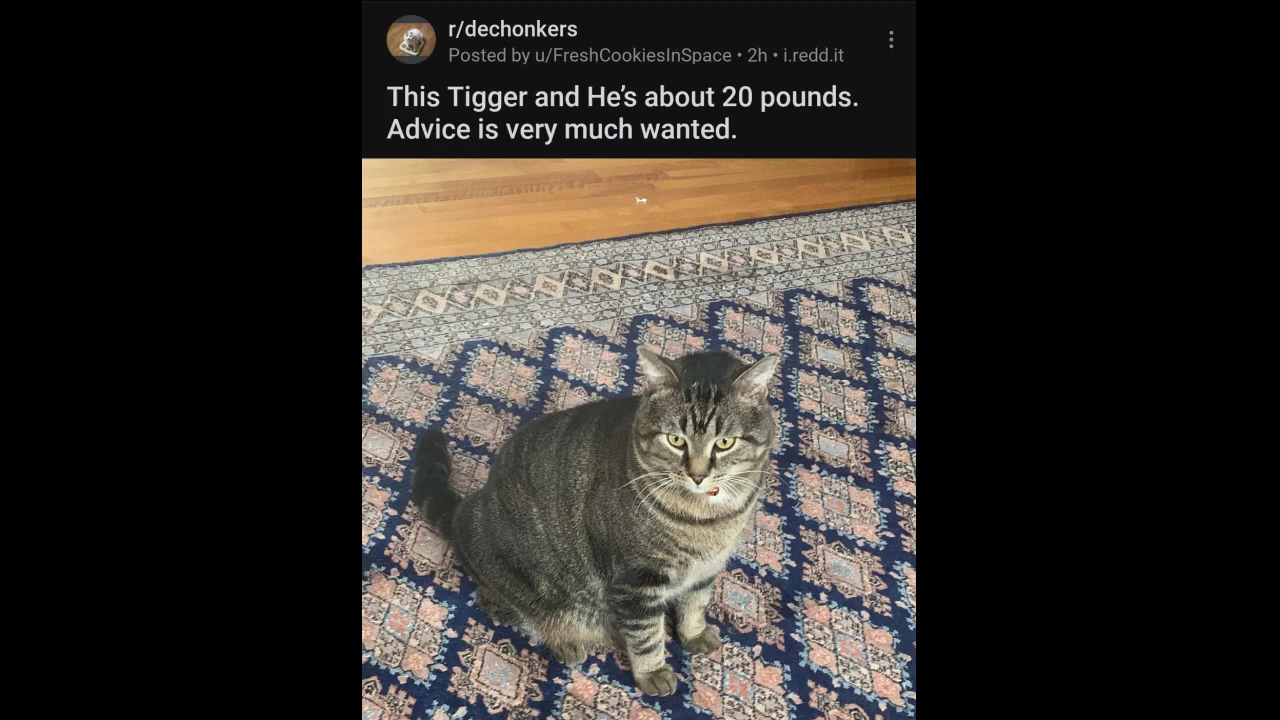 r/dechonkers
Posted by u/FreshCookiesInSpace • 2h • i.redd.it
This Tigger and He’s about 20 pounds.
Advice is very much wanted.